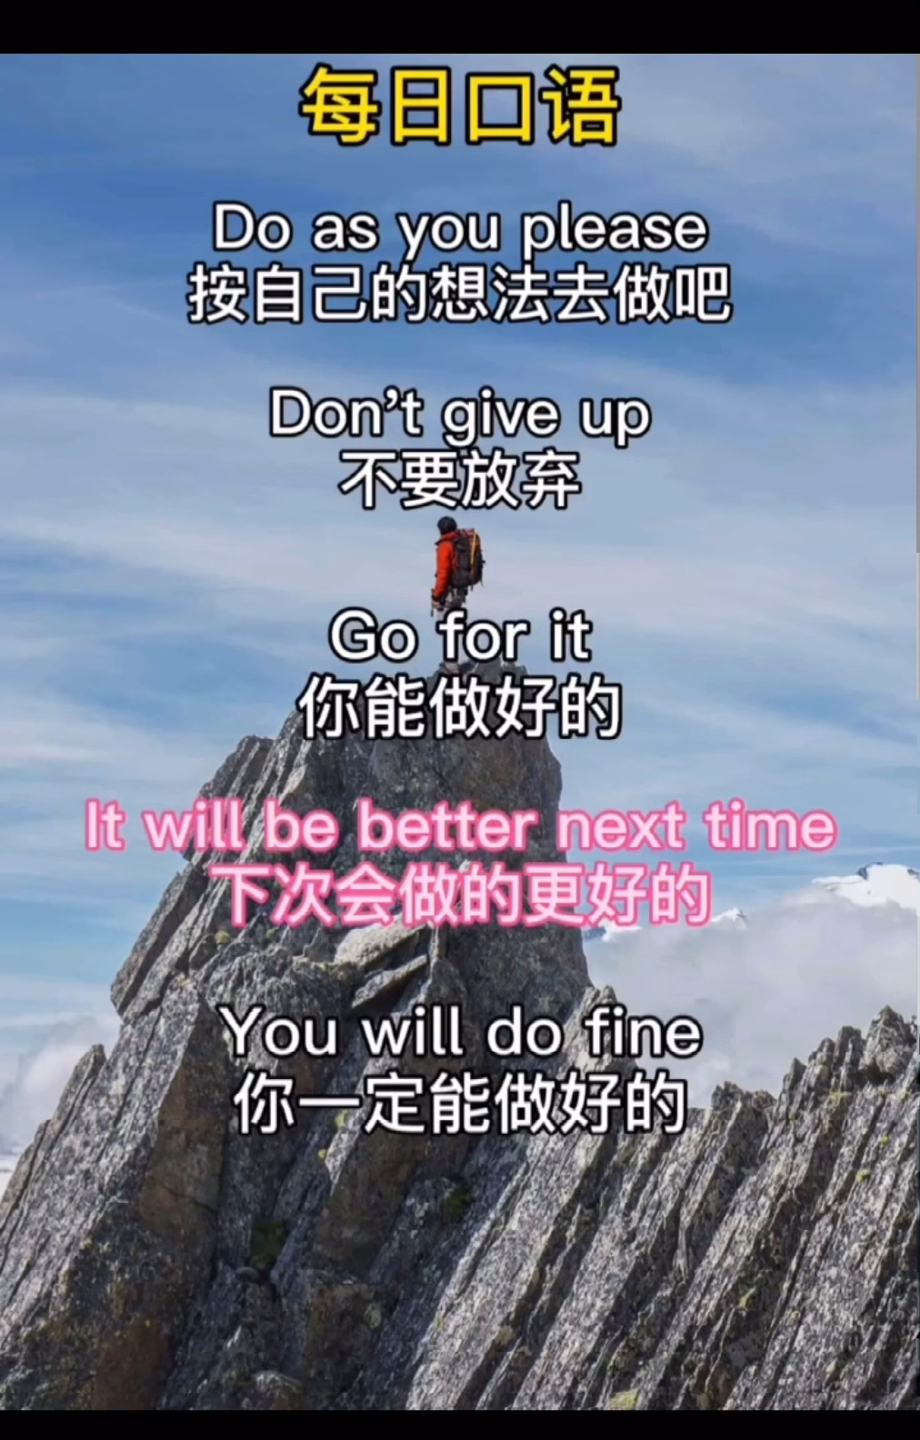 每日口语
Do as you please
按自己的想法去做吧
Don’t give up
不要放弃
Go for it
你能做好的
It will be better next time
下次会做的更好的
You will do fine
你一定能做好的